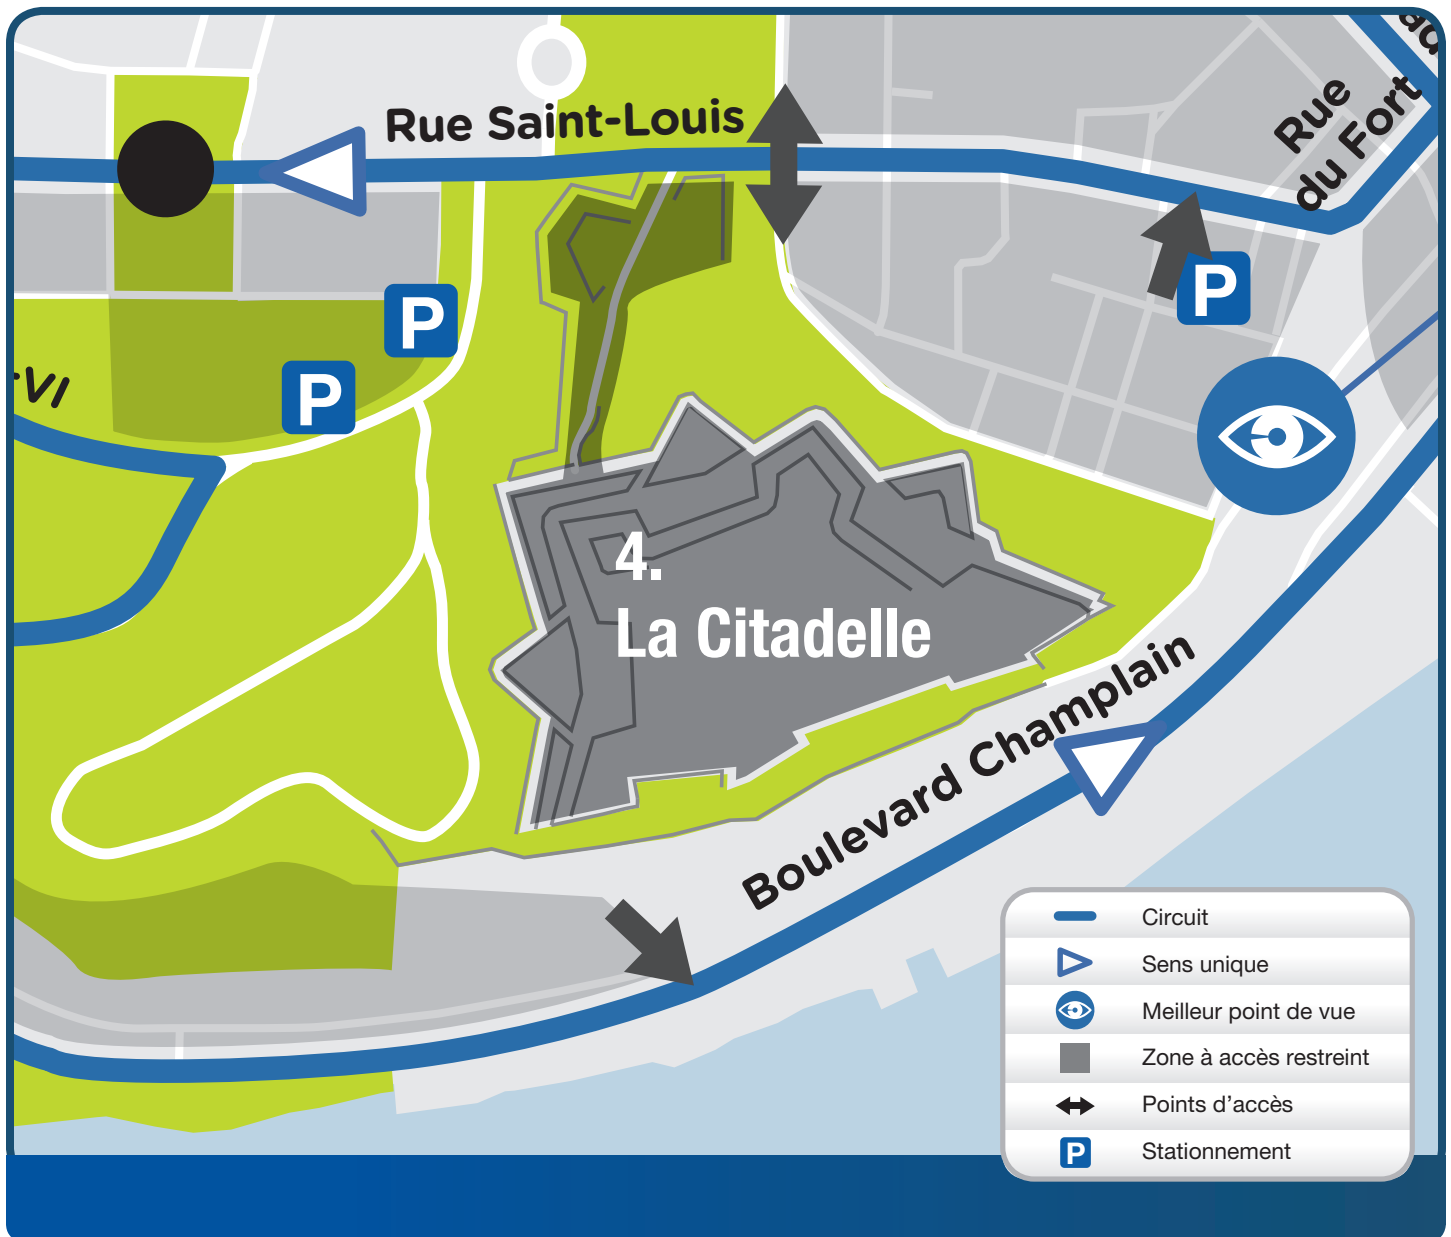 Rue Saint-Louis
Rue
du Fort
P
P
P
-VI
4.
La Citadelle
Boulevard Champlain
Circuit
Sens unique
Meilleur point de vue
Zone à accès restreint
Points d’accès
P Stationnement